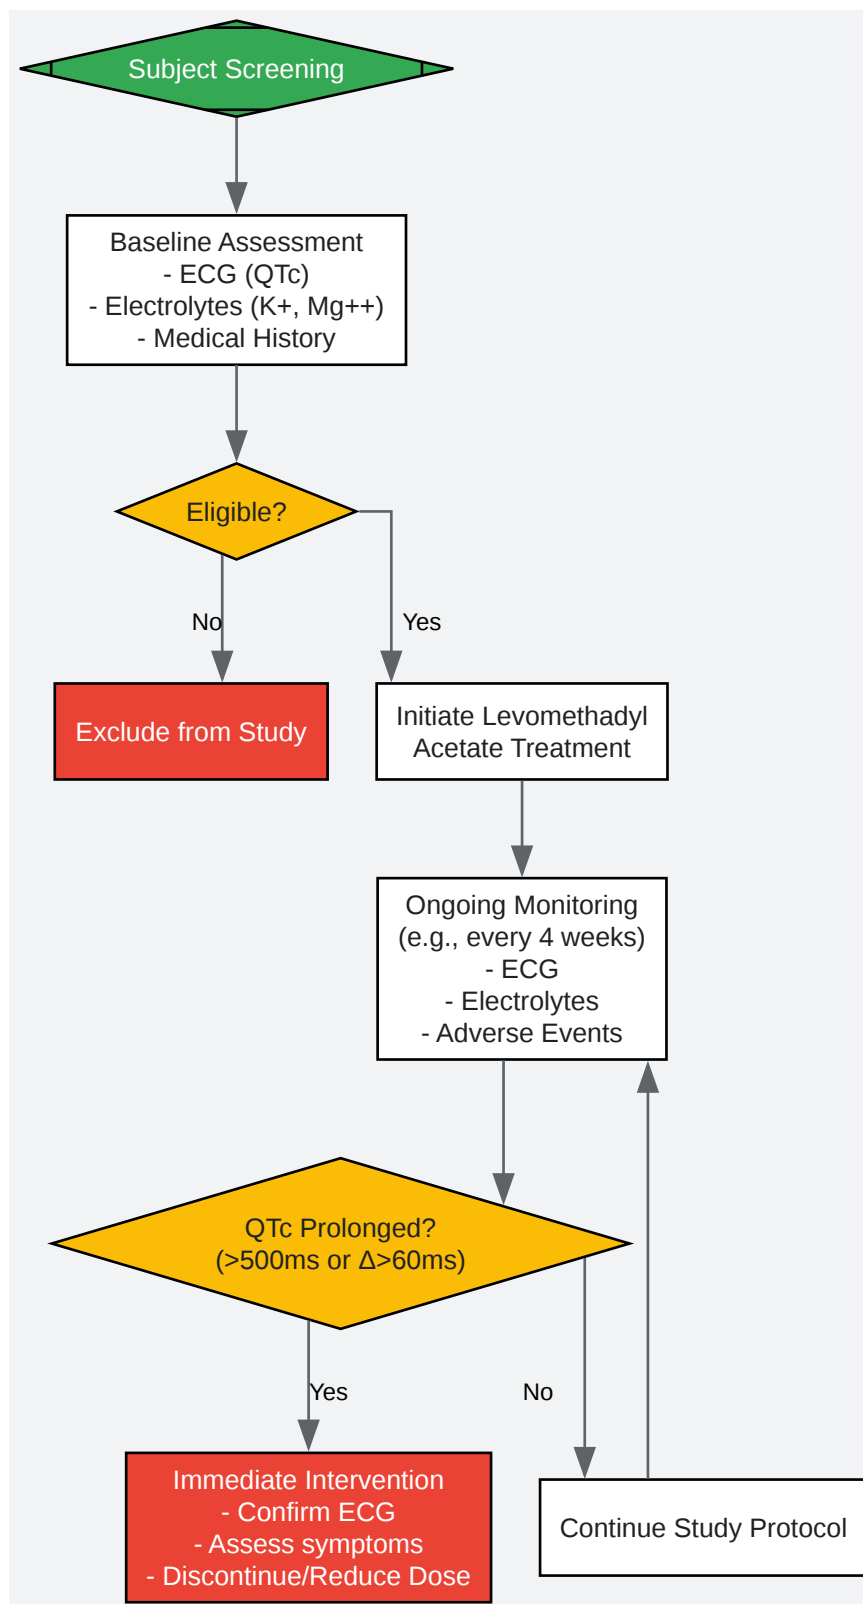 Subject Screening
Baseline Assessment
- ECG (QTc)
- Electrolytes (K+, Mg++)
- Medical History
Eligible?
No
Yes
Exclude from Study
Initiate Levomethadyl
Acetate Treatment
Ongoing Monitoring
(e.g., every 4 weeks)
- ECG
- Electrolytes
- Adverse Events
QTc Prolonged?
(>500ms or Δ>60ms)
Yes
No
Immediate Intervention
- Confirm ECG
- Assess symptoms
- Discontinue/Reduce Dose
Continue Study Protocol